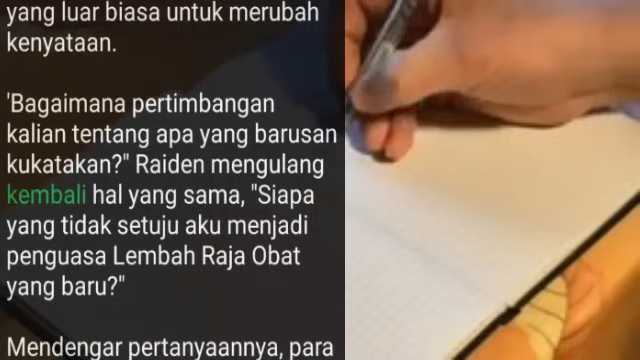 yang luar biasa untuk merubah
kenyataan.
'Bagaimana pertimbangan
kalian tentang apa yang barusan
kukatakan?" Raiden mengulang
kembali hal yang sama, "Siapa
yang tidak setuju aku menjadi
penguasa Lembah Raja Obat
yang baru?"
Mendengar pertanyaannya, para